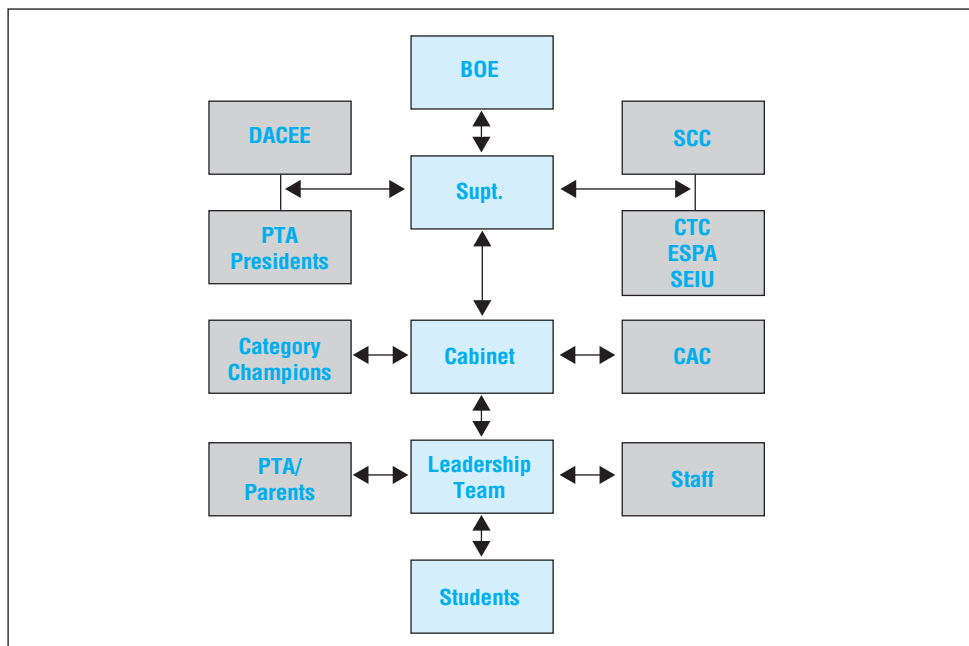 BOE
DACEE
SCC
Supt.
PTA
Presidents
CTC
ESPA
SEIU
Category
Champions
Cabinet
CAC
PTA/
Parents
Leadership
Team
Staff
Students